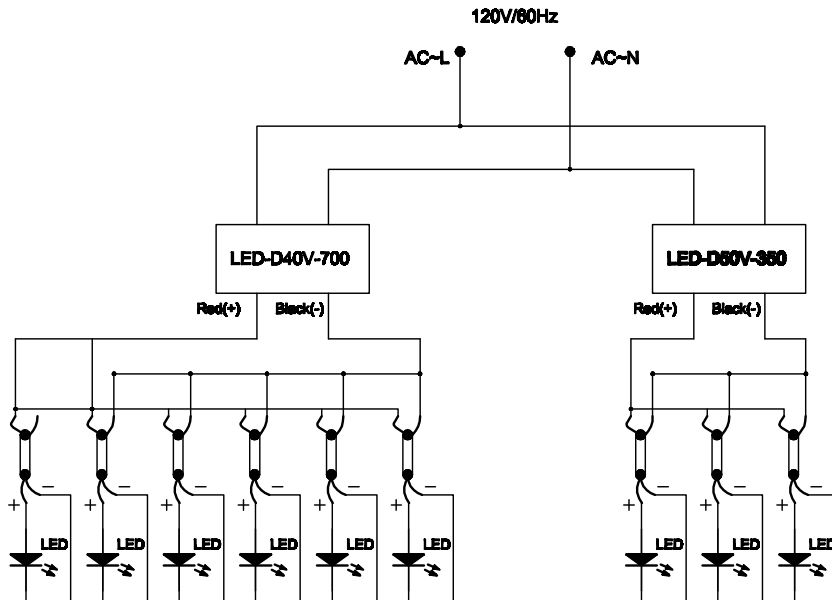 120V/60Hz
AC~L
AC~N
LED-D40V-700
LED-D50V-350
Red(+)
Black(-)
Red(+)
Black(-)
+ − + − + − + − + − + − + − + − + −
LED LED LED LED LED LED LED LED LED